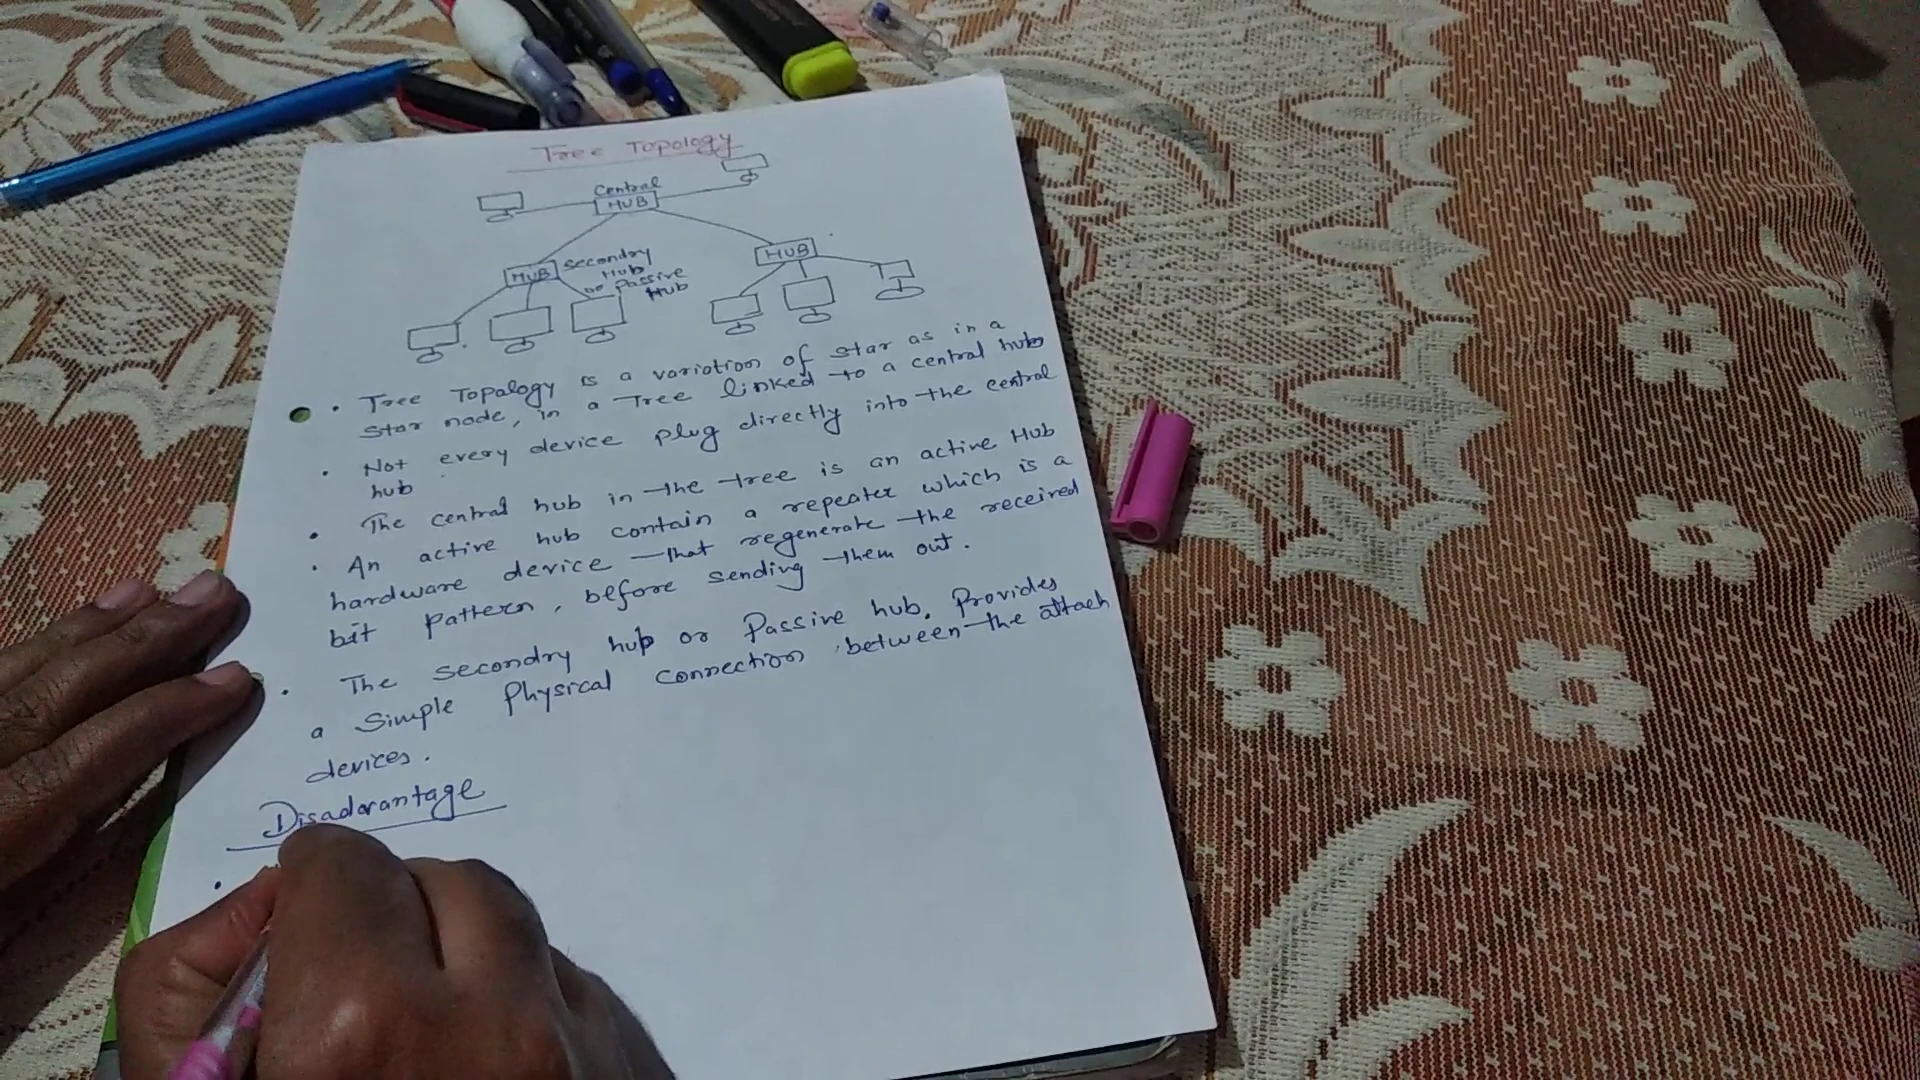 Tree Topology
Central
HUB
HUB
Secondry
Hub
or Passive
Hub
HUB
• Tree Topalogy is a variation of star as in a
star node, in a Tree linked to a central hub
• Not every device plug directly into the central
hub.
• The central hub in the tree is an active Hub
• An active hub contain a repeater which is a
hardware device that regenerate the received
bit pattern, before sending them out.
• The secondry hub or Passive hub, Provides
a Simple Physical Connection between the attach
devices.
Disadvantage
•